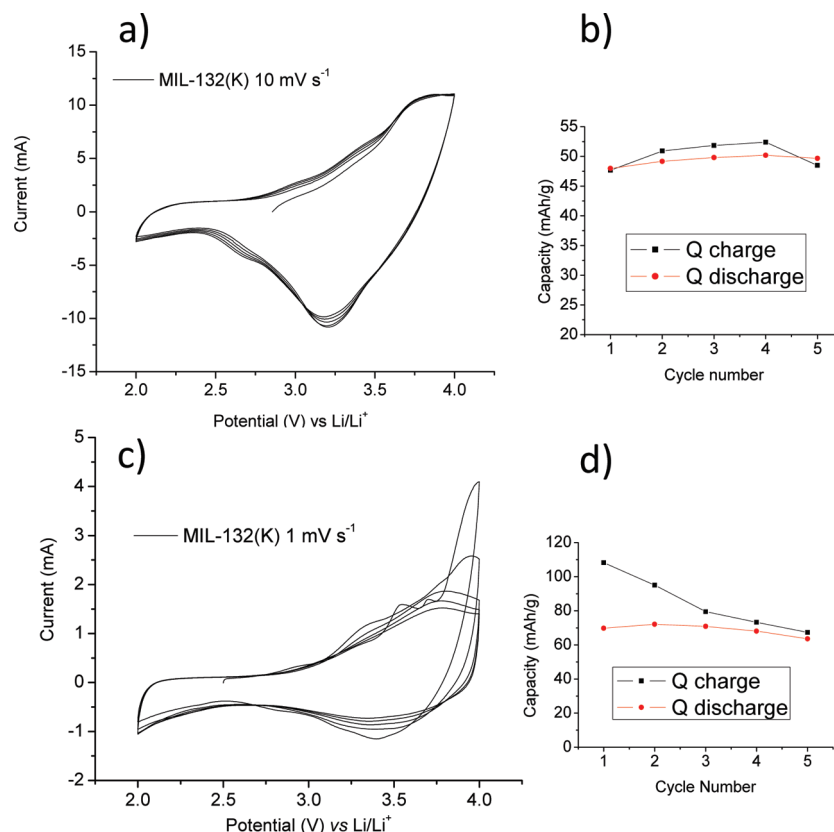 a)
MIL-132(K) 10 mV s⁻¹
15
10
5
0
-5
-10
-15
Current (mA)
2.0 2.5 3.0 3.5 4.0
Potential (V) vs Li/Li⁺
b)
55
50
45
40
35
30
25
20
Capacity (mAh/g)
Q charge
Q discharge
1 2 3 4 5
Cycle number
c)
MIL-132(K) 1 mV s⁻¹
5
4
3
2
1
0
-1
-2
Current (mA)
2.0 2.5 3.0 3.5 4.0
Potential (V) vs Li/Li⁺
d)
120
100
80
60
40
20
0
Capacity (mAh/g)
Q charge
Q discharge
1 2 3 4 5
Cycle Number